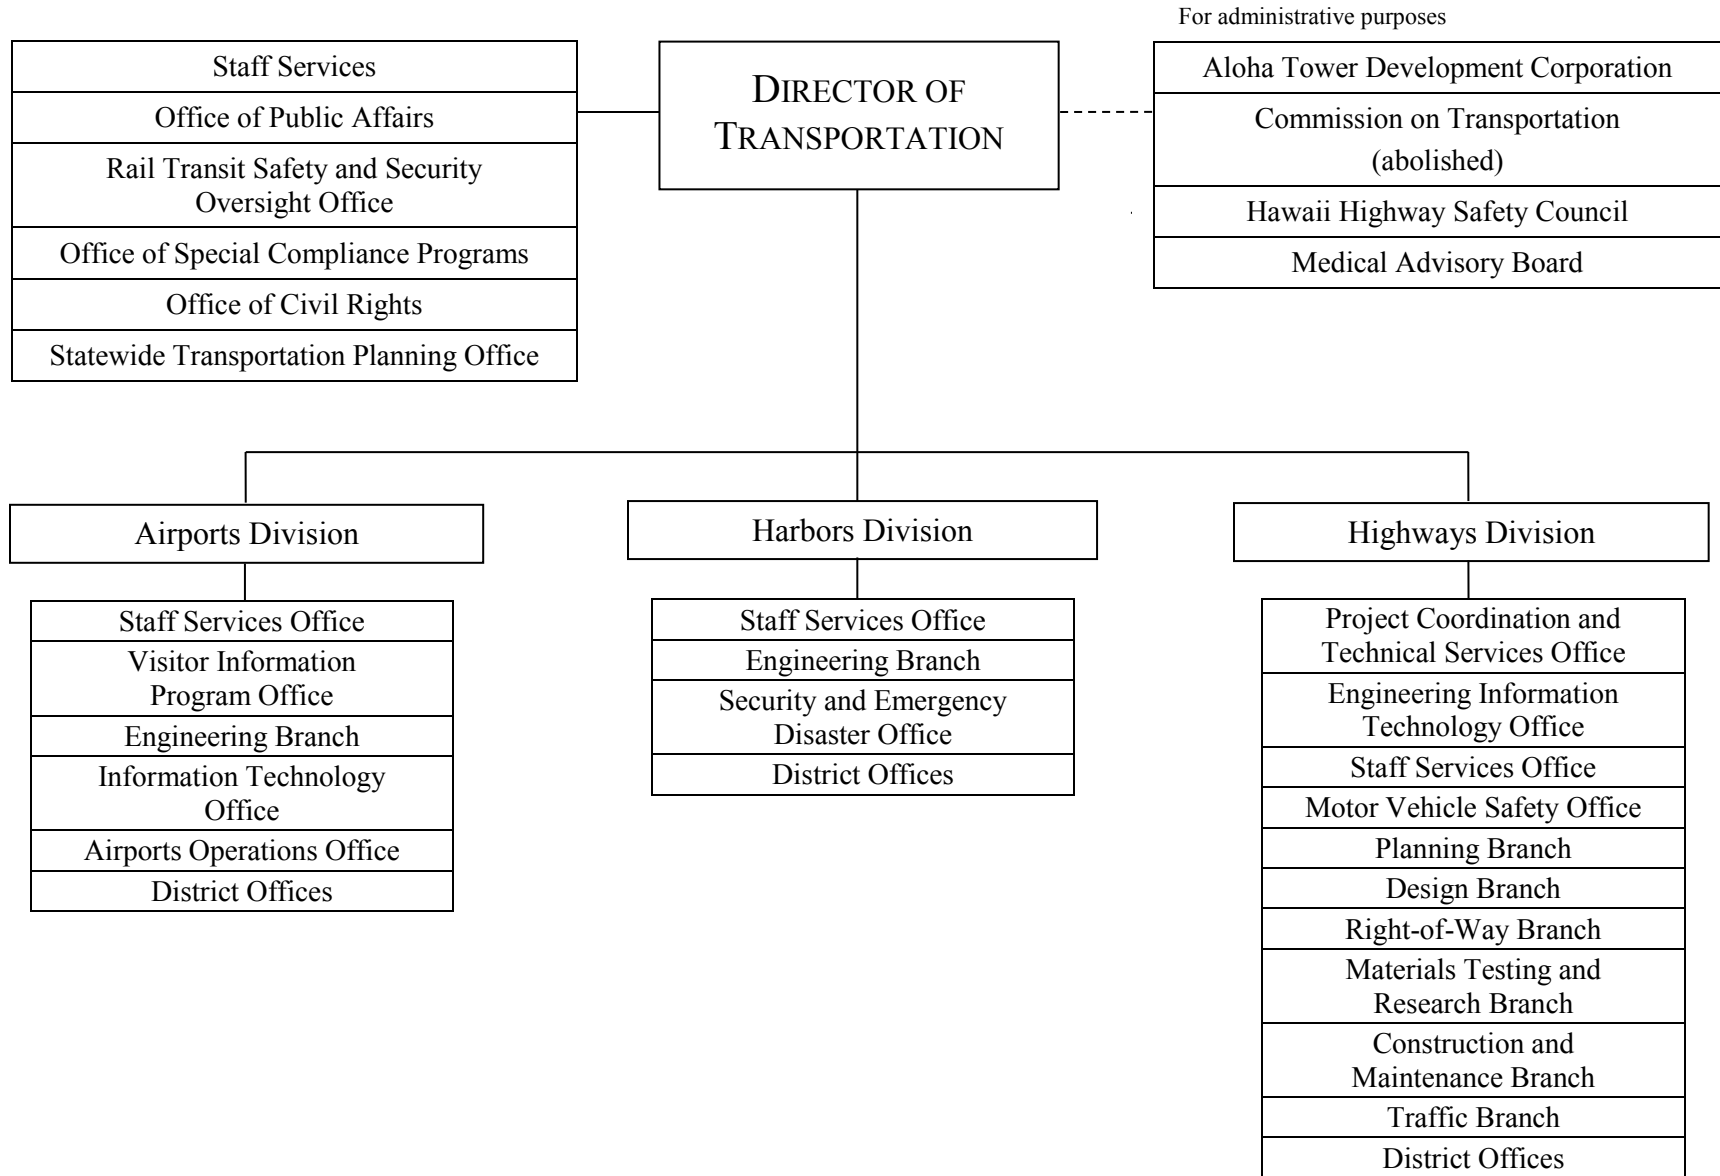 For administrative purposes
Staff Services
Office of Public Affairs
Rail Transit Safety and Security
Oversight Office
Office of Special Compliance Programs
Office of Civil Rights
Statewide Transportation Planning Office
DIRECTOR OF
TRANSPORTATION
Aloha Tower Development Corporation
Commission on Transportation
(abolished)
Hawaii Highway Safety Council
Medical Advisory Board
Airports Division
Staff Services Office
Visitor Information
Program Office
Engineering Branch
Information Technology
Office
Airports Operations Office
District Offices
Harbors Division
Staff Services Office
Engineering Branch
Security and Emergency
Disaster Office
District Offices
Highways Division
Project Coordination and
Technical Services Office
Engineering Information
Technology Office
Staff Services Office
Motor Vehicle Safety Office
Planning Branch
Design Branch
Right-of-Way Branch
Materials Testing and
Research Branch
Construction and
Maintenance Branch
Traffic Branch
District Offices